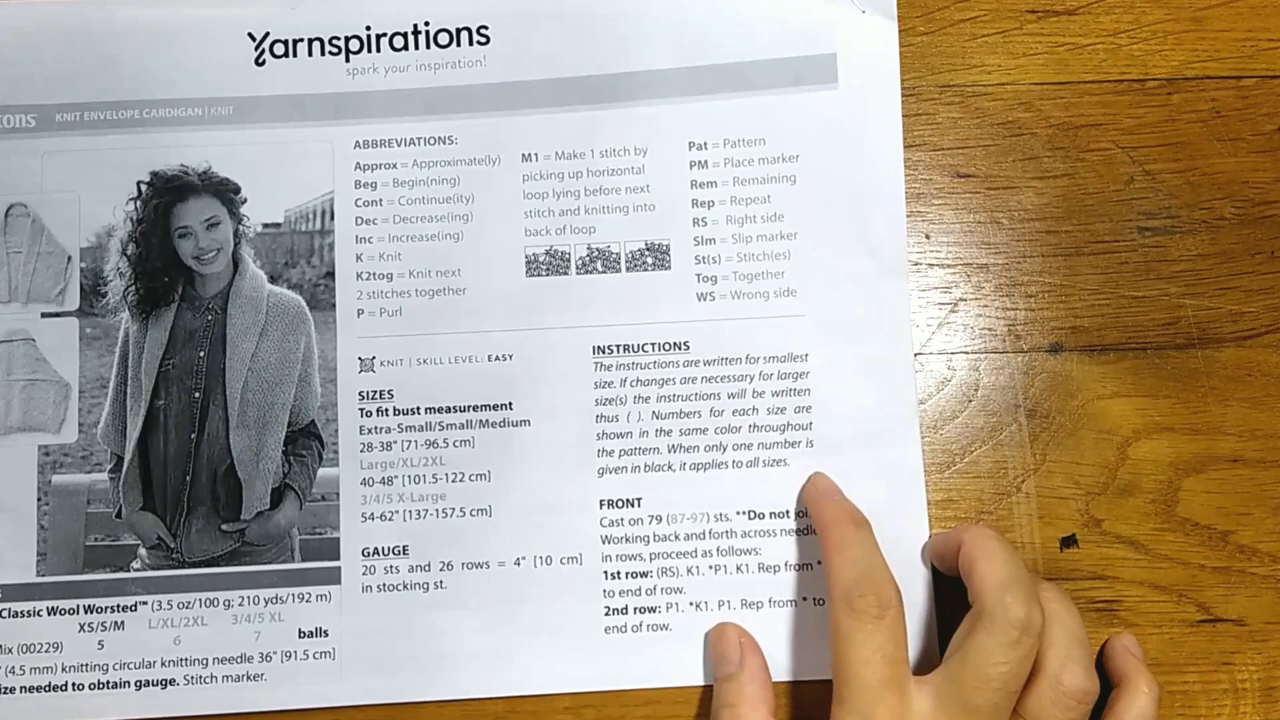 Yarnspirations
spark your inspiration!
KNIT ENVELOPE CARDIGAN | KNIT
ABBREVIATIONS:
Approx = Approximate(ly)
Beg = Begin(ning)
Cont = Continue(ity)
Dec = Decrease(ing)
Inc = Increase(ing)
K = Knit
K2tog = Knit next
2 stitches together
P = Purl
M1 = Make 1 stitch by
picking up horizontal
loop lying before next
stitch and knitting into
back of loop
Pat = Pattern
PM = Place marker
Rem = Remaining
Rep = Repeat
RS = Right side
Slm = Slip marker
St(s) = Stitch(es)
Tog = Together
WS = Wrong side
KNIT | SKILL LEVEL: EASY
SIZES
To fit bust measurement
Extra-Small/Small/Medium
28-38" [71-96.5 cm]
Large/XL/2XL
40-48" [101.5-122 cm]
3/4/5 X-Large
54-62" [137-157.5 cm]
GAUGE
20 sts and 26 rows = 4" [10 cm]
in stocking st.
INSTRUCTIONS
The instructions are written for smallest
size. If changes are necessary for larger
size(s) the instructions will be written
thus ( ). Numbers for each size are
shown in the same color throughout
the pattern. When only one number is
given in black, it applies to all sizes.
FRONT
Cast on 79 (87-97) sts. **Do not
Working back and forth across
in rows, proceed as follows:
1st row: (RS). K1. *P1. K1. Rep from *
to end of row.
2nd row: P1. *K1. P1. Rep from * to
end of row.
Classic Wool Worsted™ (3.5 oz/100 g; 210 yds/192 m)
XS/S/M L/XL/2XL 3/4/5 XL
(00229) 5 6 7 balls
(4.5 mm) knitting circular knitting needle 36" [91.5 cm]
needed to obtain gauge. Stitch marker.